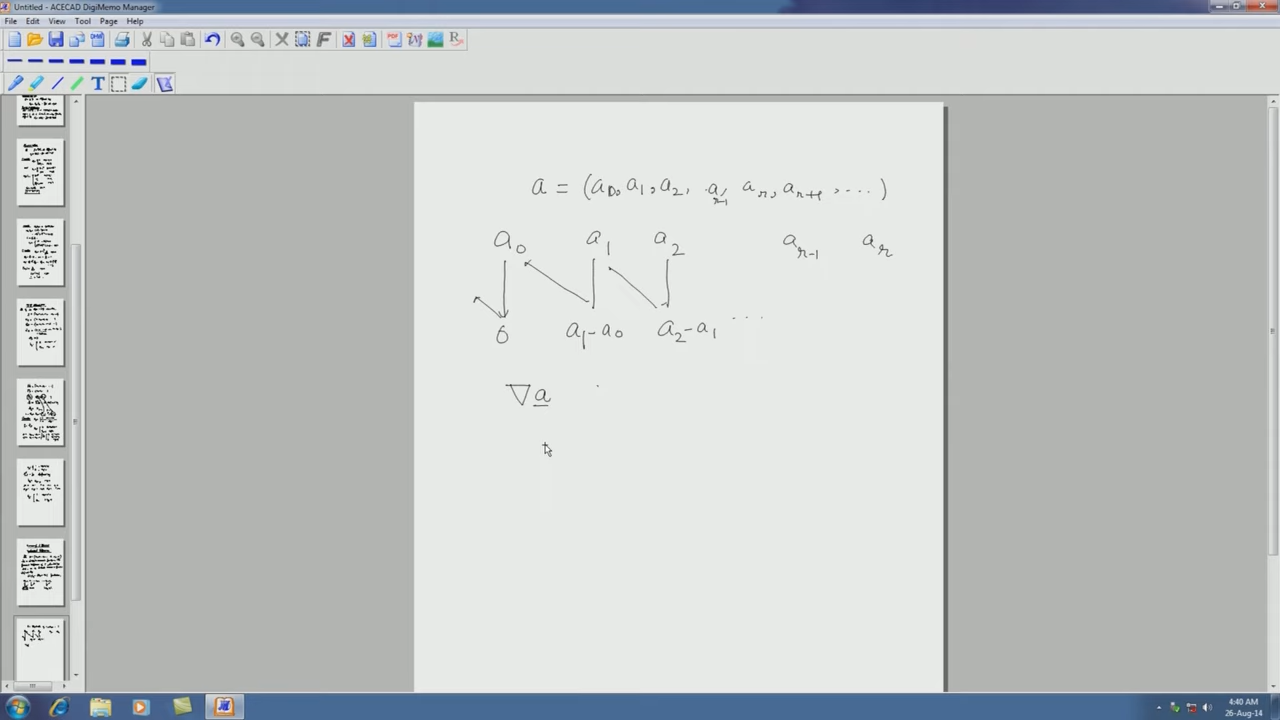 Untitled - ACECAD DigiMemo Manager
File Edit View Tool Page Help
a = (a₀, a₁, a₂, . aᵣ₋₁, aᵣ, aᵣ₊₁, ....)
a₀ a₁ a₂ aᵣ₋₁ aᵣ
0 a₁-a₀ a₂-a₁ ...
∇a
4:40 AM
26-Aug-14